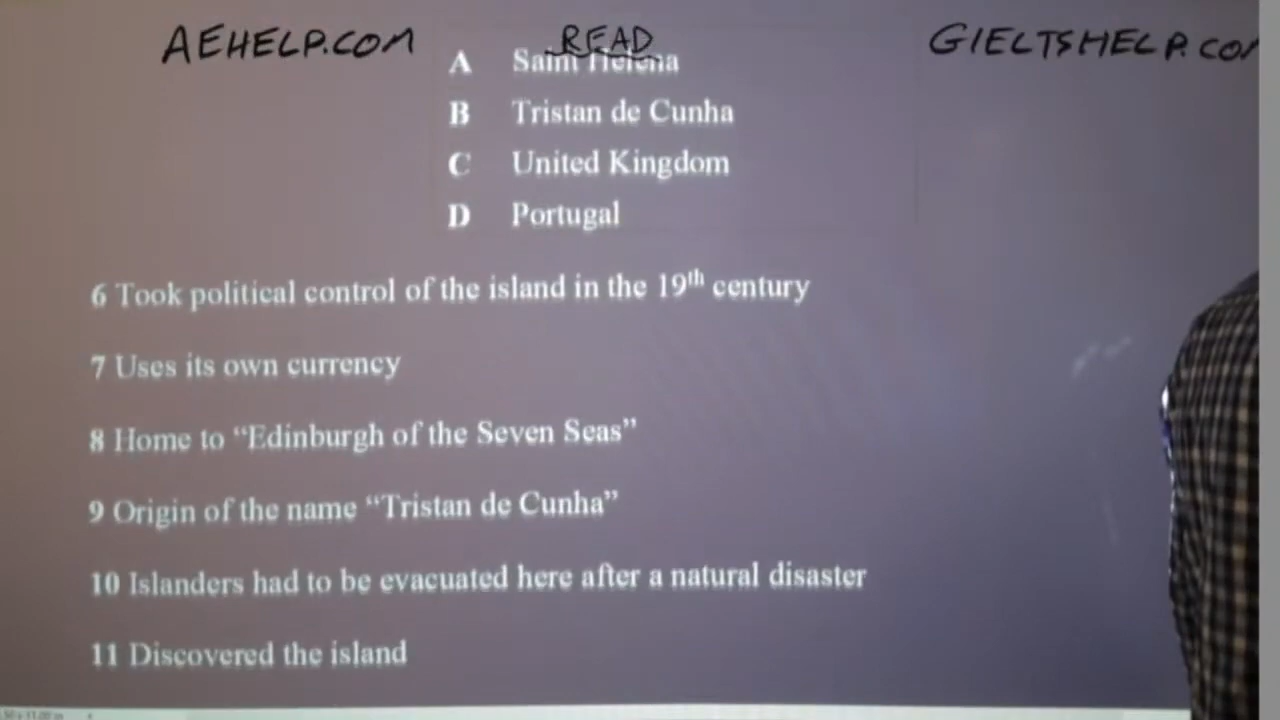 AEHELP.COM READ GIELTSHELP.CO
A Saint Helena
B Tristan de Cunha
C United Kingdom
D Portugal
6 Took political control of the island in the 19th century
7 Uses its own currency
8 Home to “Edinburgh of the Seven Seas”
9 Origin of the name “Tristan de Cunha”
10 Islanders had to be evacuated here after a natural disaster
11 Discovered the island